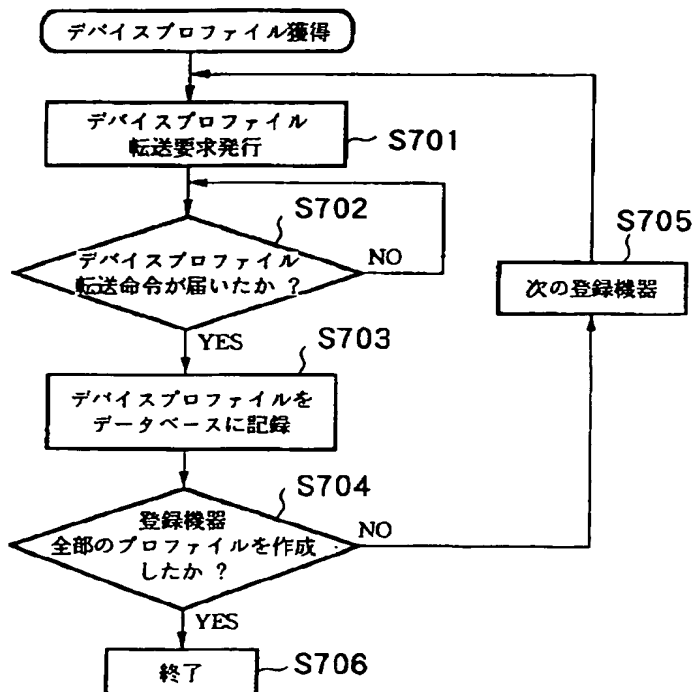 デバイスプロファイル獲得
デバイスプロファイル
転送要求発行
S701
S702
デバイスプロファイル
転送命令が届いたか ?
NO
YES
S703
デバイスプロファイルを
データベースに記録
S704
登録機器
全部のプロファイルを作成
したか ?
NO
S705
次の登録機器
YES
終了
S706